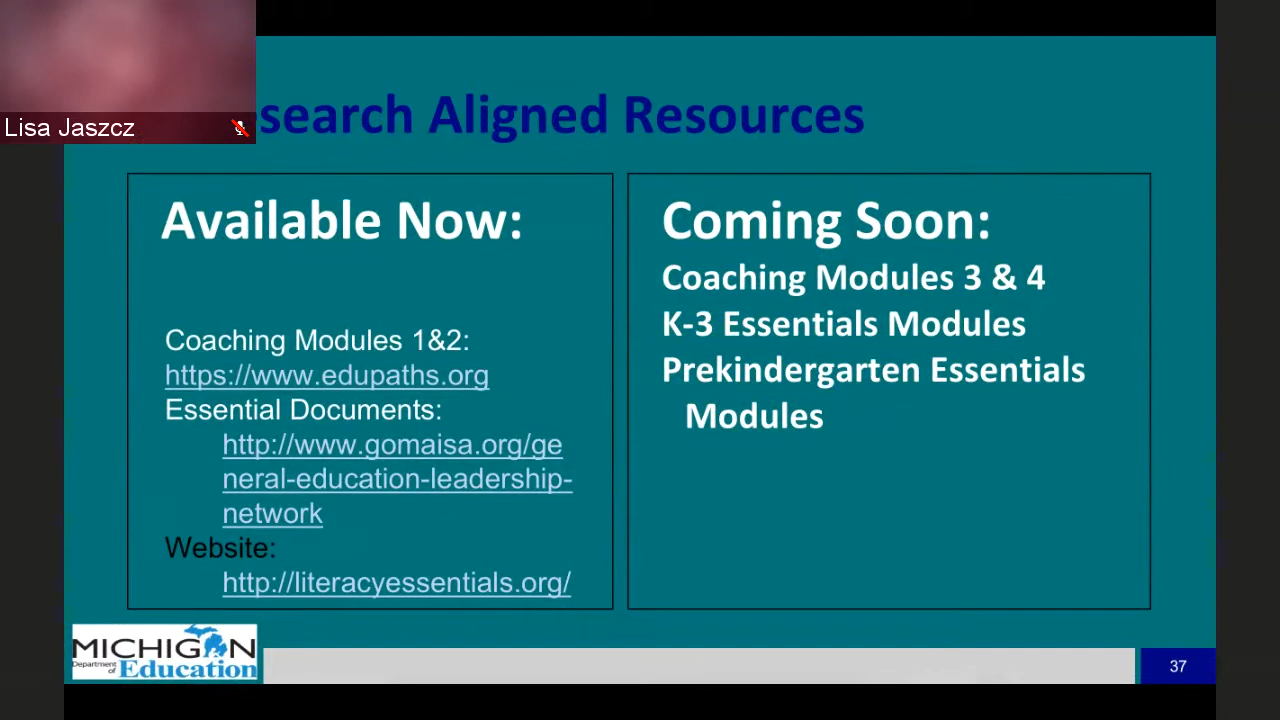 Lisa Jaszcz
search Aligned Resources
Available Now:
Coaching Modules 1&2:
https://www.edupaths.org
Essential Documents:
http://www.gomaisa.org/ge
neral-education-leadership-
network
Website:
http://literacyessentials.org/
Coming Soon:
Coaching Modules 3 & 4
K-3 Essentials Modules
Prekindergarten Essentials
Modules
MICHIGAN
Department
of Education
37